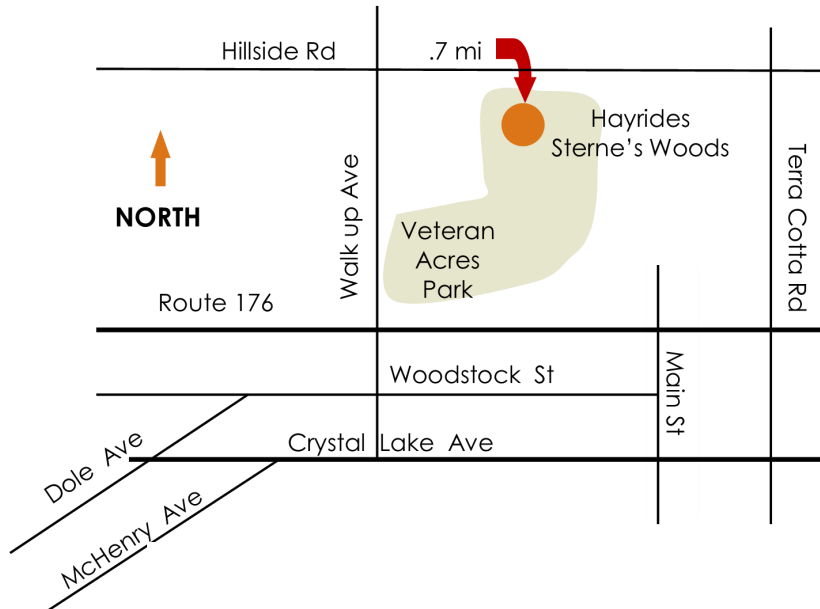 Hillside Rd
.7 mi
Hayrides
Sterne’s Woods
NORTH
Walk up Ave
Veteran
Acres
Park
Terra Cotta Rd
Route 176
Woodstock St
Main St
Crystal Lake Ave
Dole Ave
McHenry Ave